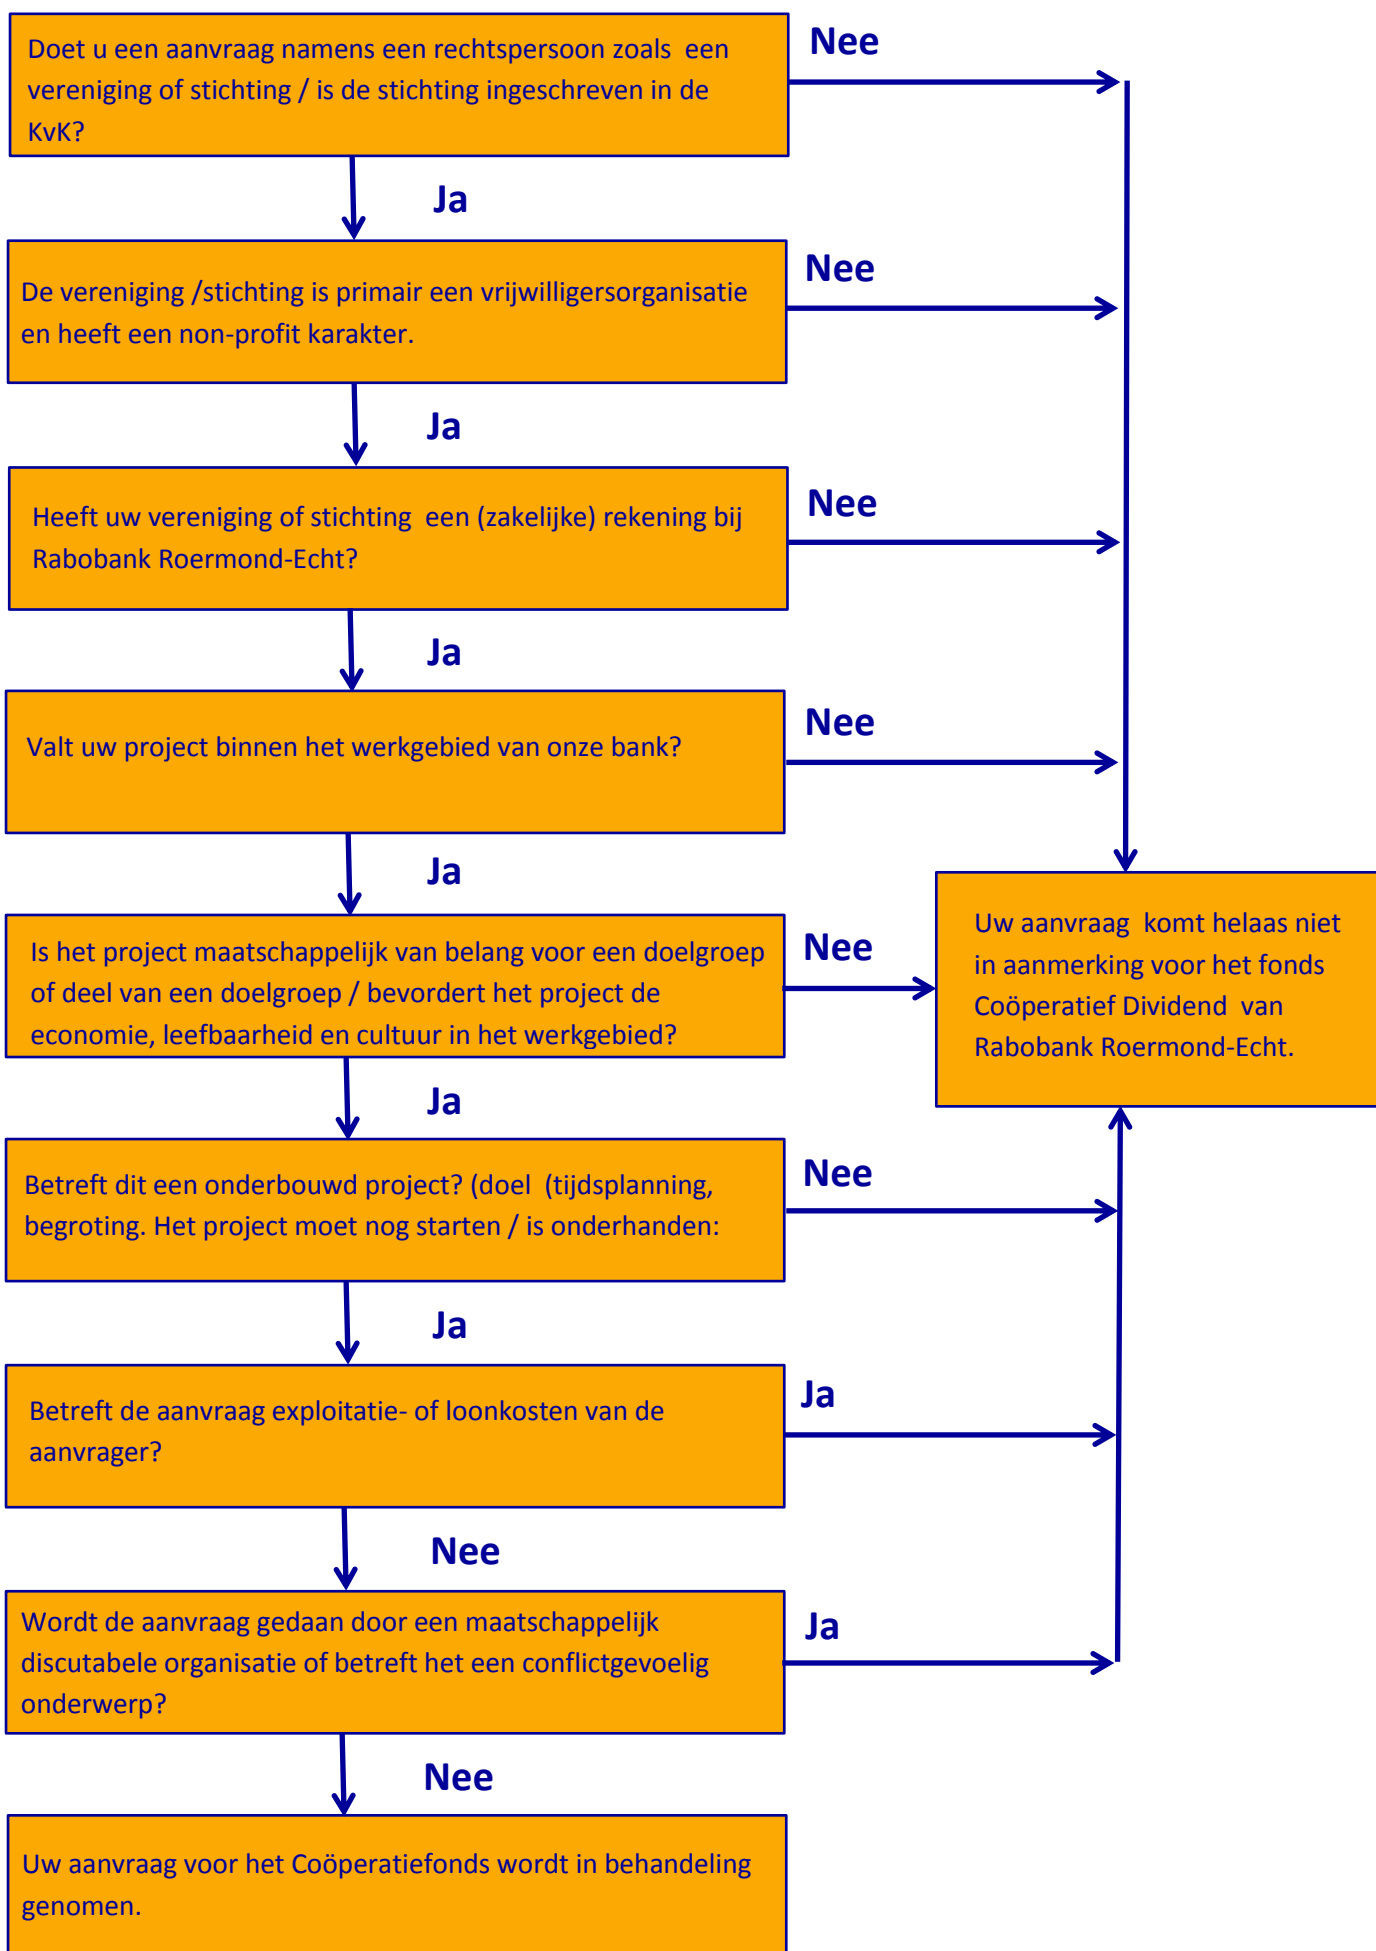 Doet u een aanvraag namens een rechtspersoon zoals een
vereniging of stichting / is de stichting ingeschreven in de
KvK?
Nee
Ja
De vereniging /stichting is primair een vrijwilligersorganisatie
en heeft een non-profit karakter.
Nee
Ja
Heeft uw vereniging of stichting een (zakelijke) rekening bij
Rabobank Roermond-Echt?
Nee
Ja
Valt uw project binnen het werkgebied van onze bank?
Nee
Ja
Is het project maatschappelijk van belang voor een doelgroep
of deel van een doelgroep / bevordert het project de
economie, leefbaarheid en cultuur in het werkgebied?
Nee
Uw aanvraag komt helaas niet
in aanmerking voor het fonds
Coöperatief Dividend van
Rabobank Roermond-Echt.
Ja
Betreft dit een onderbouwd project? (doel (tijdsplanning,
begroting. Het project moet nog starten / is onderhanden:
Nee
Ja
Betreft de aanvraag exploitatie- of loonkosten van de
aanvrager?
Ja
Nee
Wordt de aanvraag gedaan door een maatschappelijk
discutabele organisatie of betreft het een conflictgevoelig
onderwerp?
Ja
Nee
Uw aanvraag voor het Coöperatiefonds wordt in behandeling
genomen.